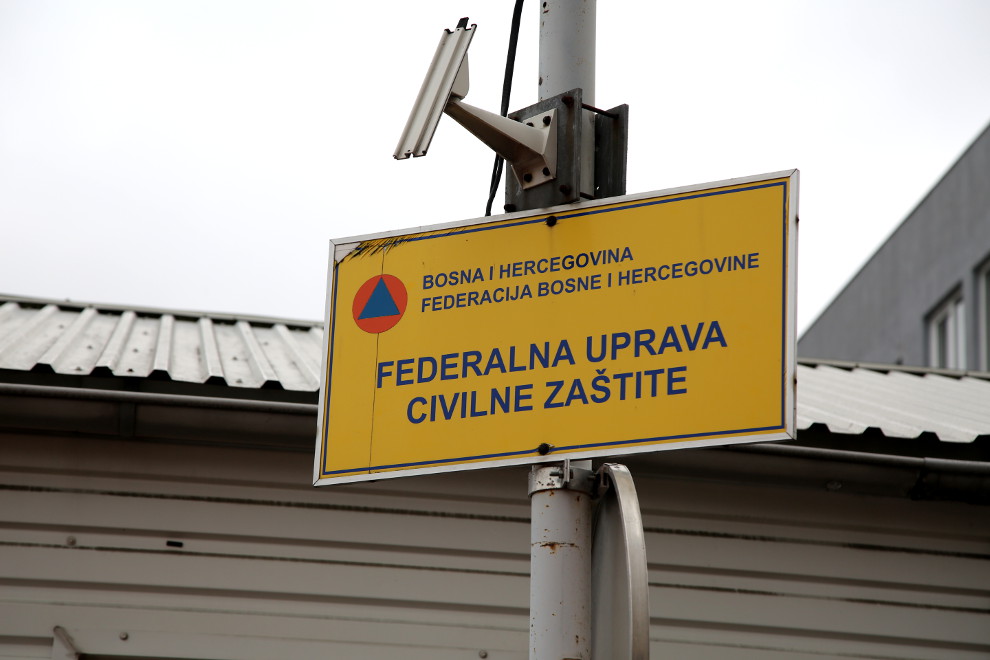 BOSNA I HERCEGOVINA
FEDERACIJA BOSNE I HERCEGOVINE
FEDERALNA UPRAVA
CIVILNE ZAŠTITE